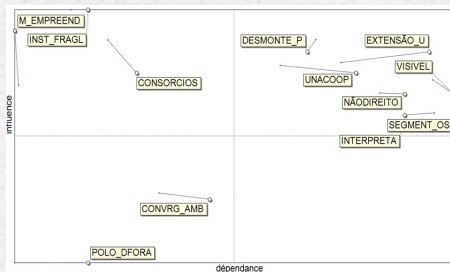 M_EMPREEND
INST_FRAGL
DESMONTE_P
EXTENSÃO_U
VISIVEL
CONSORCIOS
UNACOOP
NÃODIREITO
SEGMENT_OS
INTERPRETA
CONVRG_AMB
POLO_DFORA
influence
dépendance